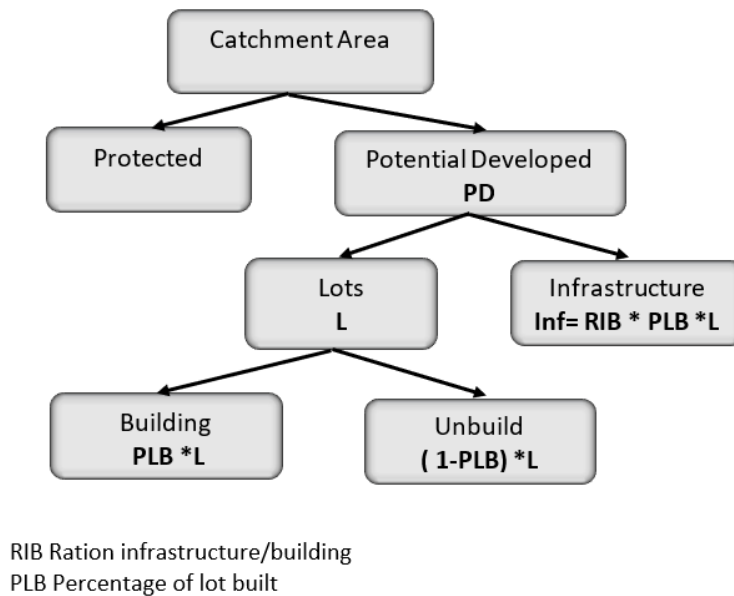 Catchment Area
Protected
Potential Developed
PD
Lots
L
Infrastructure
Inf= RIB * PLB *L
Building
PLB *L
Unbuild
( 1-PLB) *L
RIB Ration infrastructure/building
PLB Percentage of lot built